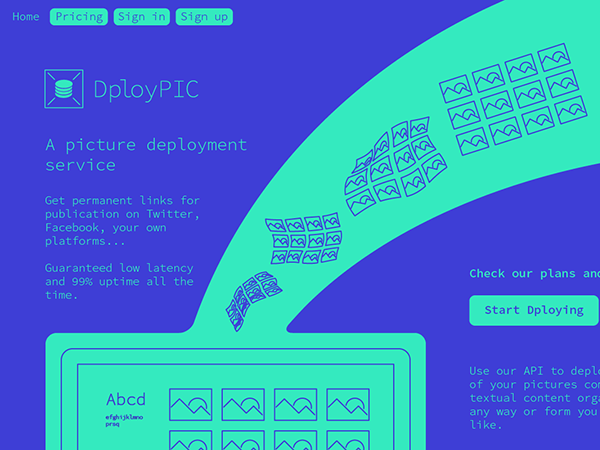 Home Pricing Sign in Sign up
DployPIC
A picture deployment
service
Get permanent links for
publication on Twitter,
Facebook, your own
platforms...
Guaranteed low latency
and 99% uptime all the
time.
Check our plans and
Start Dploying
Use our API to deplo
of your pictures com
textual content orga
any way or form you
like.
Abcd
efghijklmno
prsq